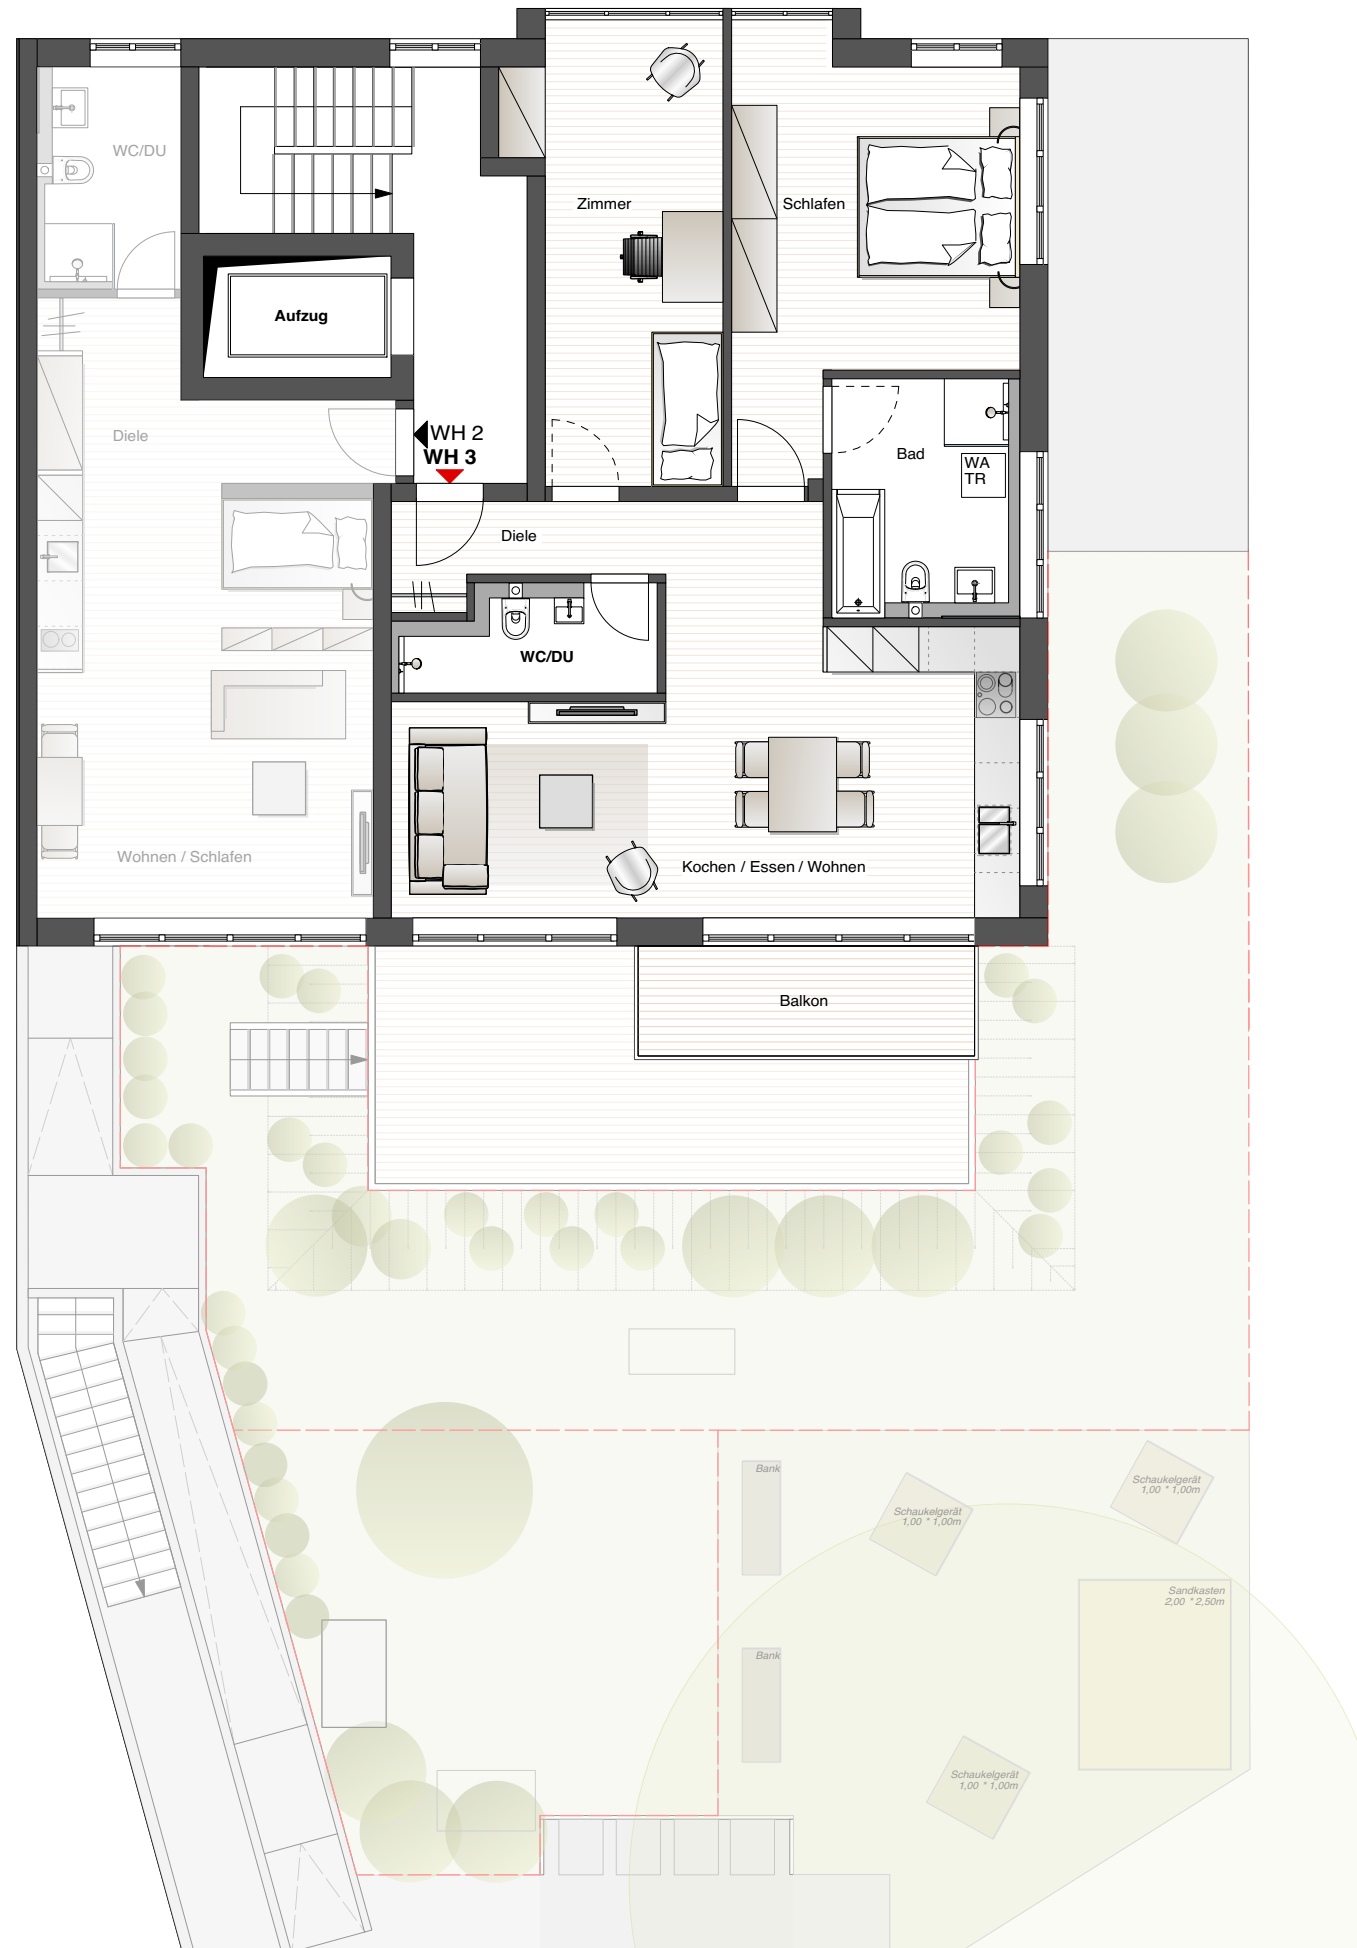 WC/DU
Zimmer
Schlafen
Aufzug
Diele
WH 2
WH 3
Bad
WA
TR
Diele
WC/DU
Wohnen / Schlafen
Kochen / Essen / Wohnen
Balkon
Bank
Schaukelgerät
1,00 * 1,00m
Schaukelgerät
1,00 * 1,00m
Sandkasten
2,00 * 2,50m
Bank
Schaukelgerät
1,00 * 1,00m